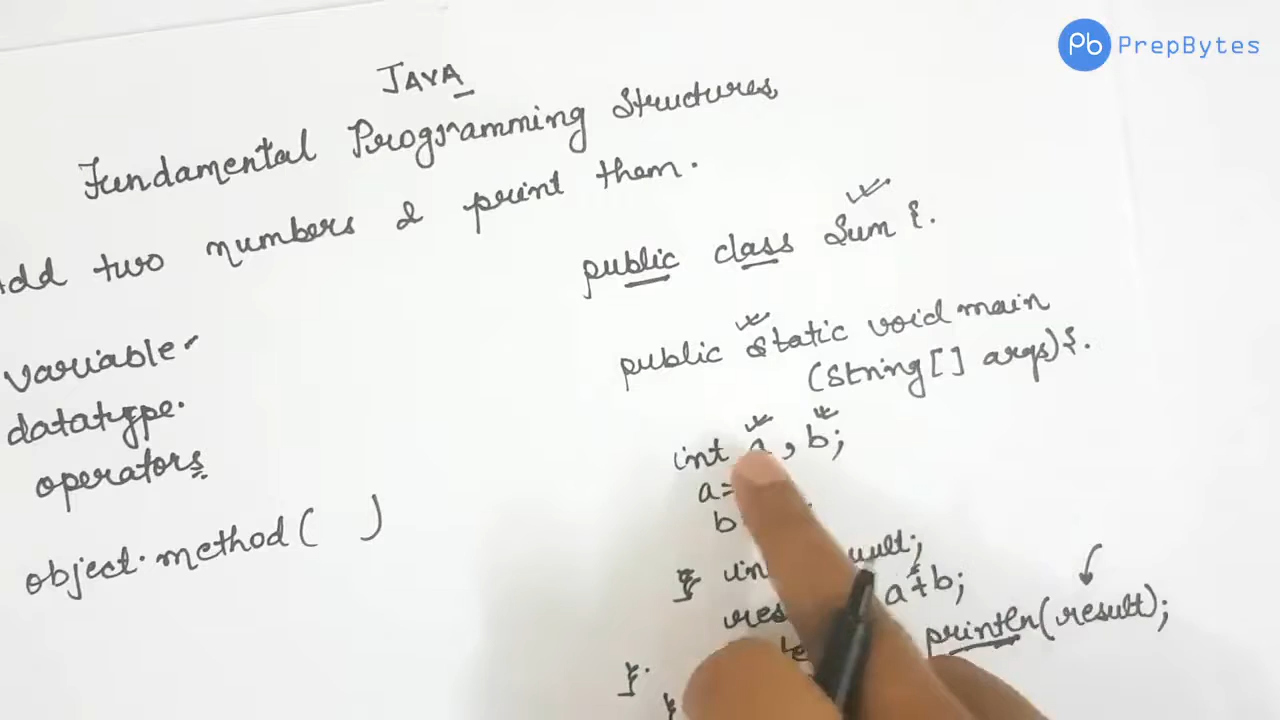 PrepBytes
JAVA
Fundamental Programming Structures
two numbers & print them.
variable
datatype.
operators
object.method( )
public class Sum {.
public static void main
(String[] args){.
int a, b;
a=
b
a+b;
println(result);
}.